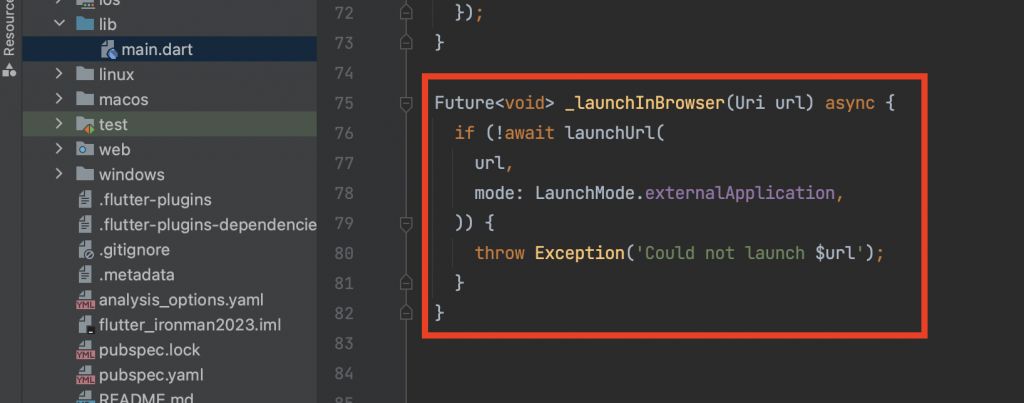 Resource
ios
lib
main.dart
linux
macos
test
web
windows
.flutter-plugins
.flutter-plugins-dependencie
.gitignore
.metadata
analysis_options.yaml
flutter_ironman2023.iml
pubspec.lock
pubspec.yaml
README.md
72 });
73 }
74
75 Future<void> _launchInBrowser(Uri url) async {
76 if (!await launchUrl(
77 url,
78 mode: LaunchMode.externalApplication,
79 )) {
80 throw Exception('Could not launch $url');
81 }
82 }
83
84
85